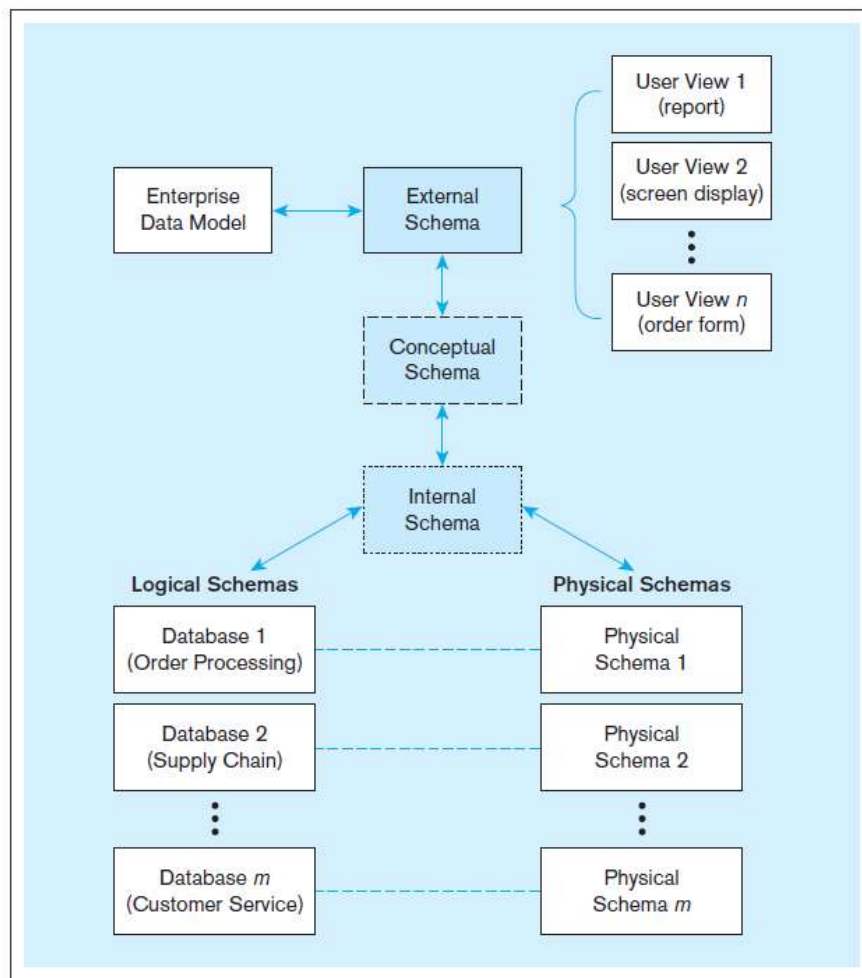 User View 1
(report)
User View 2
(screen display)
User View n
(order form)
Enterprise
Data Model
External
Schema
Conceptual
Schema
Internal
Schema
Logical Schemas
Physical Schemas
Database 1
(Order Processing)
Physical
Schema 1
Database 2
(Supply Chain)
Physical
Schema 2
Database m
(Customer Service)
Physical
Schema m